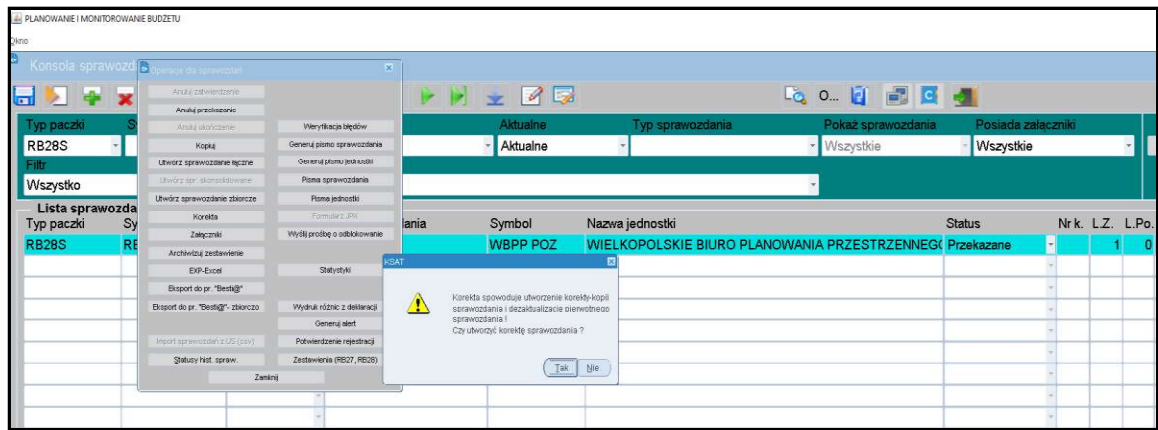 PLANOWANIE I MONITOROWANIE BUDŻETU
Okno
Konsola sprawozd
Operacje dla sprawozdań
O...
Typ paczki
Aktualne
Typ sprawozdania
Pokaż sprawozdania
Posiada załączniki
RB28S
Aktualne
Wszystkie
Wszystkie
Filtr
Wszystko
Anuluj zatwierdzenie
Anuluj przekazanie
Anuluj ukończenie
Kopiuj
Utwórz sprawozdanie łączne
Utwórz spr. skonsolidowane
Utwórz sprawozdanie zbiorcze
Korekta
Załączniki
Archiwizuj zestawienie
EXP-Excel
Eksport do pr. "Besti@"
Eksport do pr. "Besti@"- zbiorczo
Import sprawozdań z US (csv)
Statusy hist. spraw.
Weryfikacja błędów
Generuj pismo sprawozdania
Generuj pismo jednostki
Pisma sprawozdania
Pisma jednostki
Formularz JPK
Wyślij prośbę o odblokowanie
Statystyki
Wydruk różnic z deklaracji
Generuj alert
Potwierdzenie rejestracji
Zestawienia (RB27, RB28)
Zamknij
Lista sprawozda
Typ paczki
Sy
ania
Symbol
Nazwa jednostki
Status
Nr k.
L.Z.
L.Po.
RB28S
RE
WBPP POZ
WIELKOPOLSKIE BIURO PLANOWANIA PRZESTRZENNEGO
Przekazane
1
0
KSAT
Korekta spowoduje utworzenie korekty-kopii
sprawozdania i dezaktualizacje pierwotnego
sprawozdania !
Czy utworzyć korektę sprawozdania ?
Tak
Nie